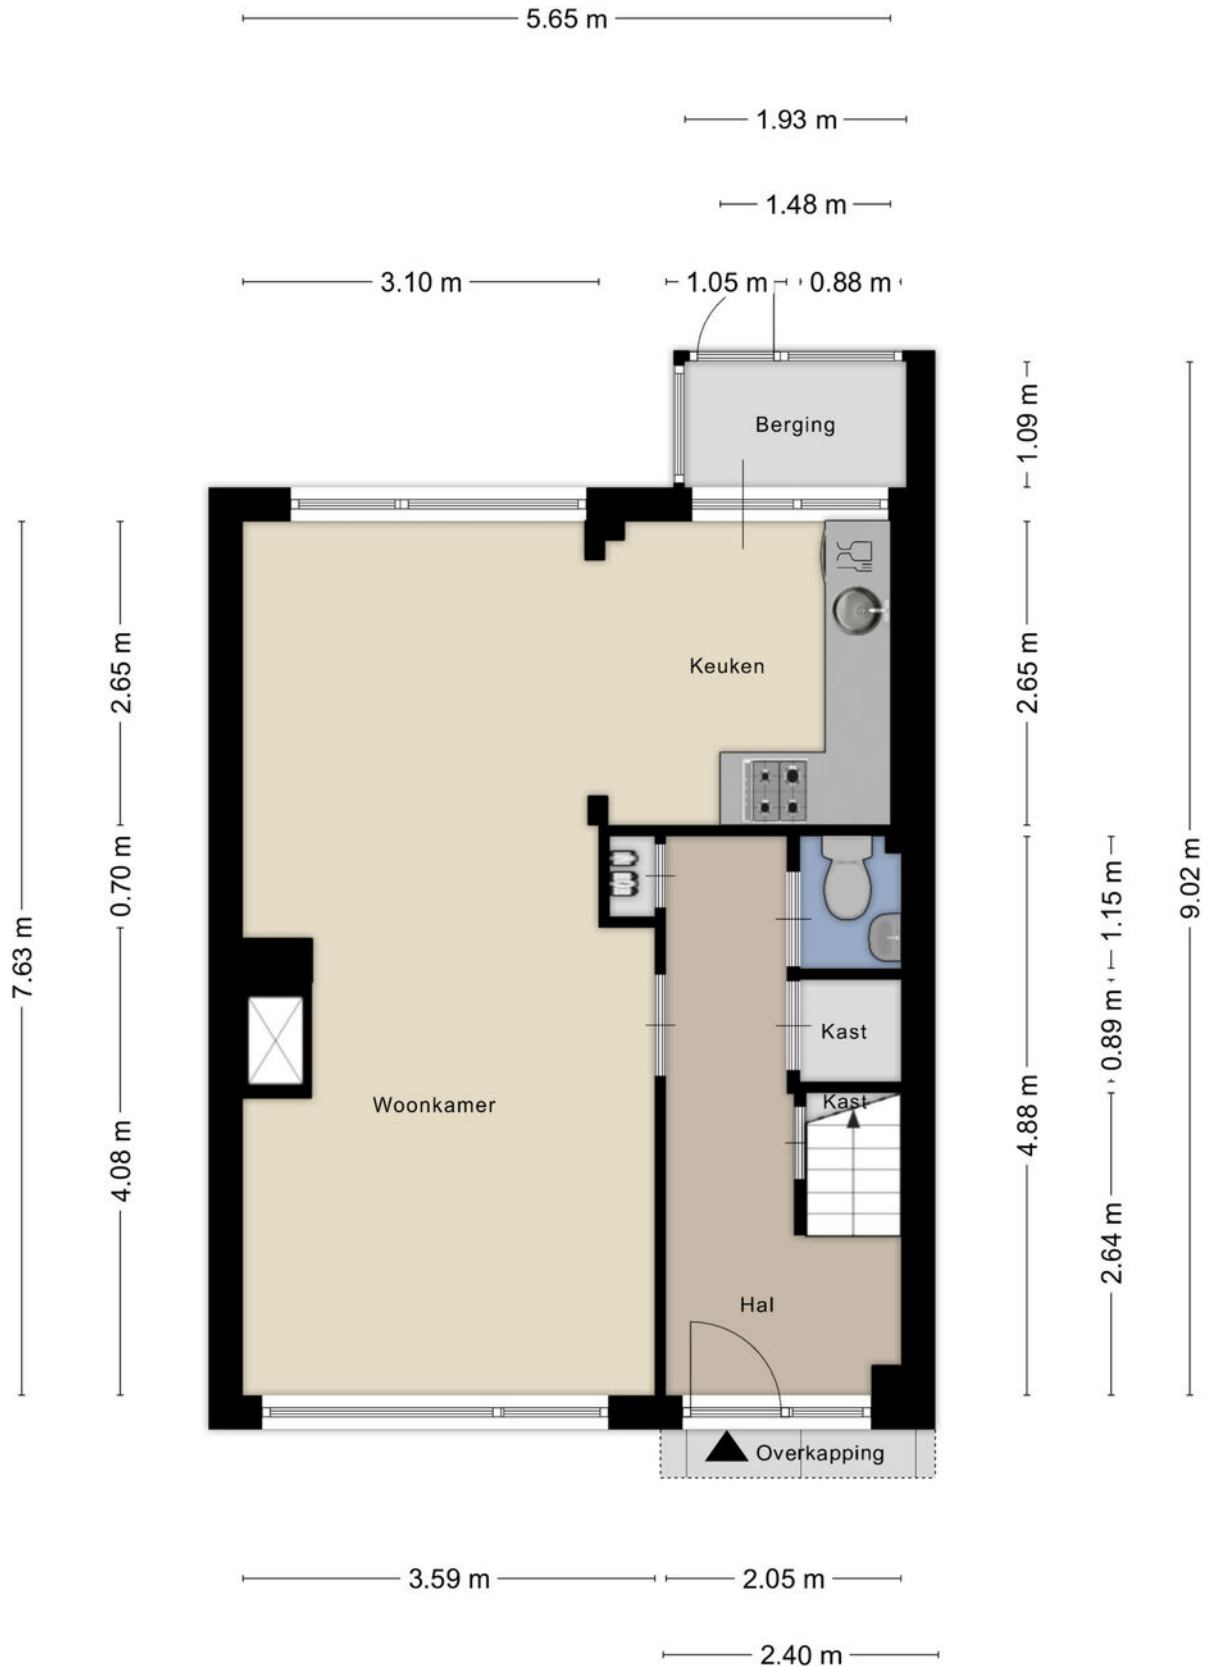 5.65 m
1.93 m
1.48 m
3.10 m
1.05 m
0.88 m
Berging
1.09 m
Keuken
2.65 m
2.65 m
0.70 m
1.15 m
9.02 m
7.63 m
Kast
0.89 m
Kast
Woonkamer
4.08 m
4.88 m
2.64 m
Hal
Overkapping
3.59 m
2.05 m
2.40 m